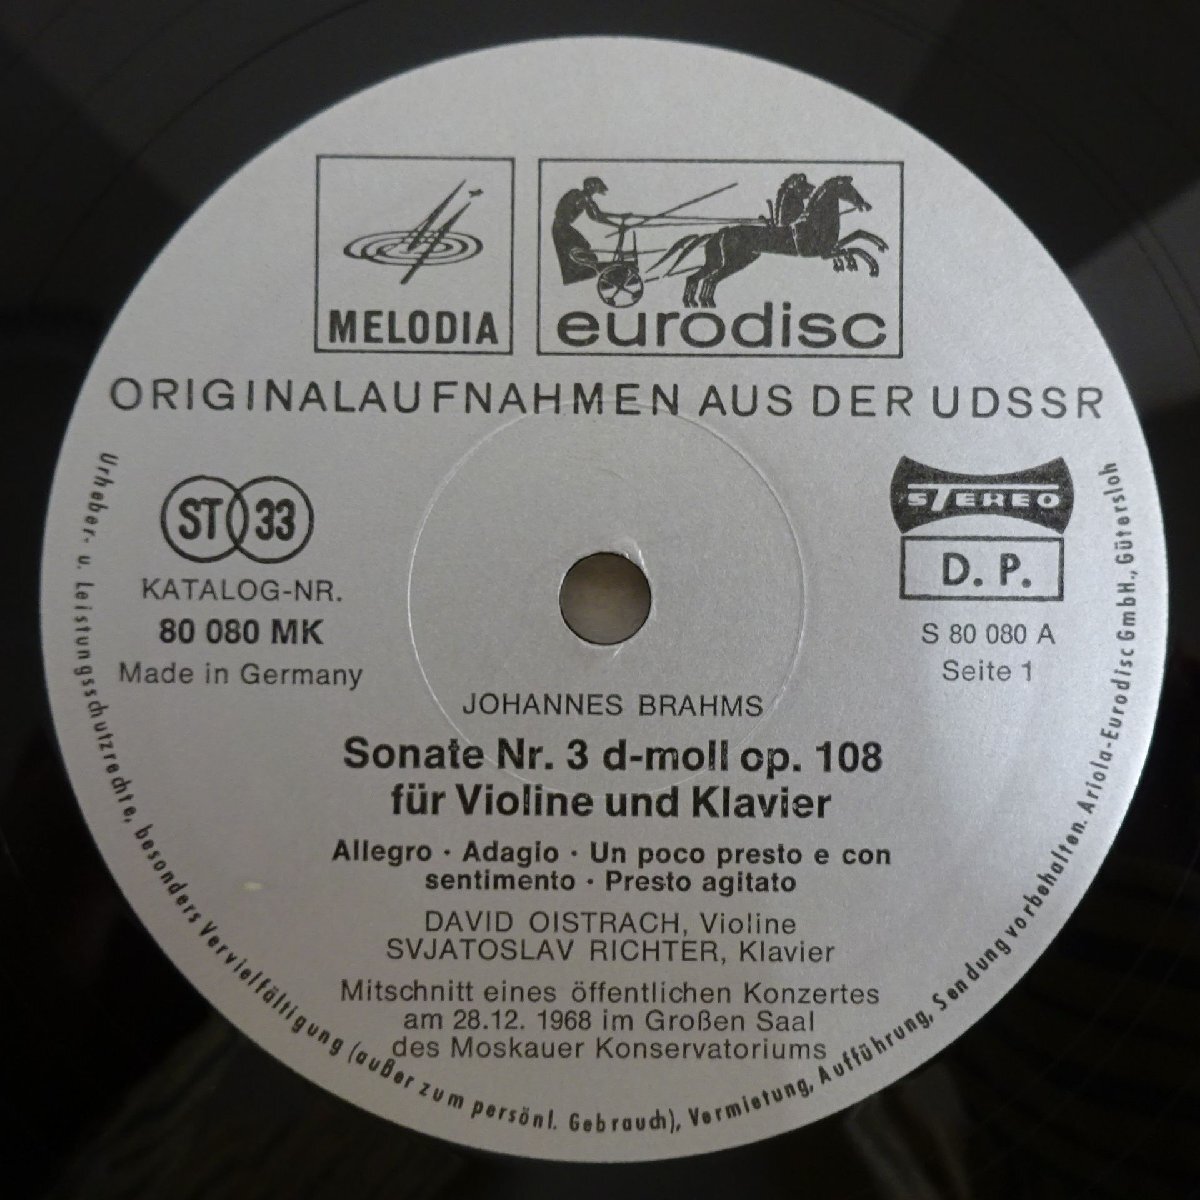 MELODIA
eurodisc
ORIGINALAUFNAHMEN AUS DER UDSSR
ST 33
KATALOG-NR.
80 080 MK
Made in Germany
STEREO
D. P.
S 80 080 A
Seite 1
JOHANNES BRAHMS
Sonate Nr. 3 d-moll op. 108
für Violine und Klavier
Allegro · Adagio · Un poco presto e con
sentimento · Presto agitato
DAVID OISTRACH, Violine
SVJATOSLAV RICHTER, Klavier
Mitschnitt eines öffentlichen Konzertes
am 28.12. 1968 im Großen Saal
des Moskauer Konservatoriums
Urheber- u. Leistungsschutzrechte, besonders Vervielfältigung (außer zum persönl. Gebrauch), Vermietung, Aufführung, Sendung vorbehalten. Ariola-Eurodisc GmbH., Gütersloh